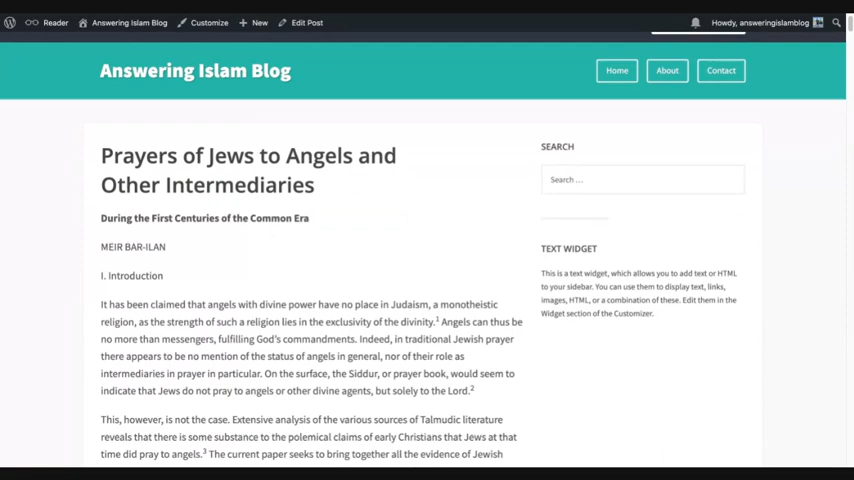 Reader Answering Islam Blog Customize New Edit Post Howdy, answeringislamblog
Answering Islam Blog
Home About Contact
Prayers of Jews to Angels and
Other Intermediaries
During the First Centuries of the Common Era
MEIR BAR-ILAN
I. Introduction
It has been claimed that angels with divine power have no place in Judaism, a monotheistic
religion, as the strength of such a religion lies in the exclusivity of the divinity.1 Angels can thus be
no more than messengers, fulfilling God's commandments. Indeed, in traditional Jewish prayer
there appears to be no mention of the status of angels in general, nor of their role as
intermediaries in prayer in particular. On the surface, the Siddur, or prayer book, would seem to
indicate that Jews do not pray to angels or other divine agents, but solely to the Lord.2
This, however, is not the case. Extensive analysis of the various sources of Talmudic literature
reveals that there is some substance to the polemical claims of early Christians that Jews at that
time did pray to angels.3 The current paper seeks to bring together all the evidence of Jewish
SEARCH
Search ...
TEXT WIDGET
This is a text widget, which allows you to add text or HTML
to your sidebar. You can use them to display text, links,
images, HTML, or a combination of these. Edit them in the
Widget section of the Customizer.